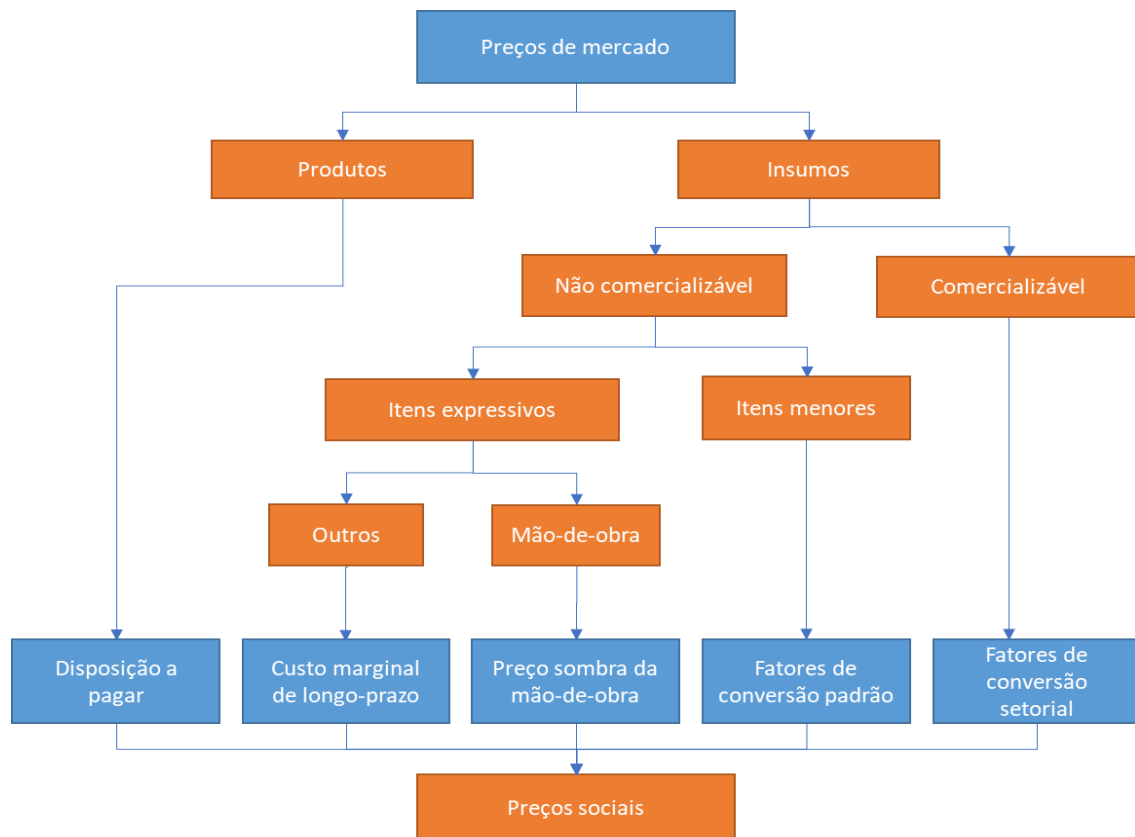 Preços de mercado
Produtos
Insumos
Não comercializável
Comercializável
Itens expressivos
Itens menores
Outros
Mão-de-obra
Disposição a
pagar
Custo marginal
de longo-prazo
Preço sombra da
mão-de-obra
Fatores de
conversão padrão
Fatores de
conversão
setorial
Preços sociais